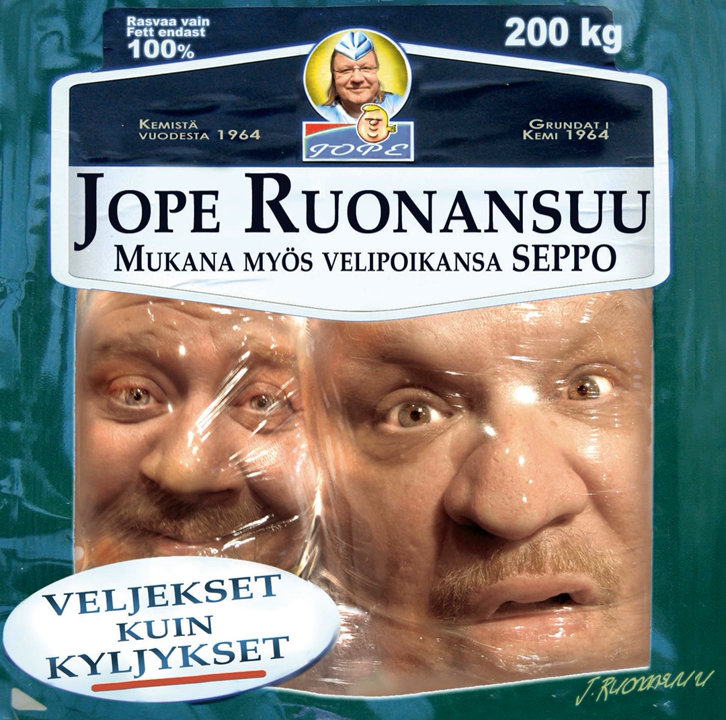 Rasvaa vain
Fett endast
100%
200 kg
KEMISTÄ
VUODESTA 1964
GRUNDAT I
KEMI 1964
JOPE
JOPE RUONANSUU
MUKANA MYÖS VELIPOIKANSA SEPPO
VELJEKSET
KUIN
KYLJYKSET
J. RUONANSUU